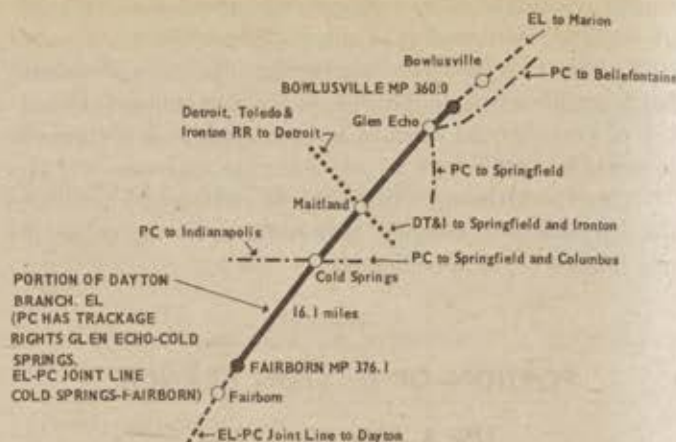 EL to Marion
Bowlusville
PC to Bellefontaine
BOWLUSVILLE MP 360.0
Detroit, Toledo &
Ironton RR to Detroit
Glen Echo
PC to Springfield
Maitland
DT&I to Springfield and Ironton
PC to Indianapolis
PC to Springfield and Columbus
Cold Springs
PORTION OF DAYTON
BRANCH. EL
(PC HAS TRACKAGE
RIGHTS GLEN ECHO-COLD
SPRINGS.
EL-PC JOINT LINE
COLD SPRINGS-FAIRBORN)
16.1 miles
FAIRBORN MP 376.1
Fairborn
EL-PC Joint Line to Dayton